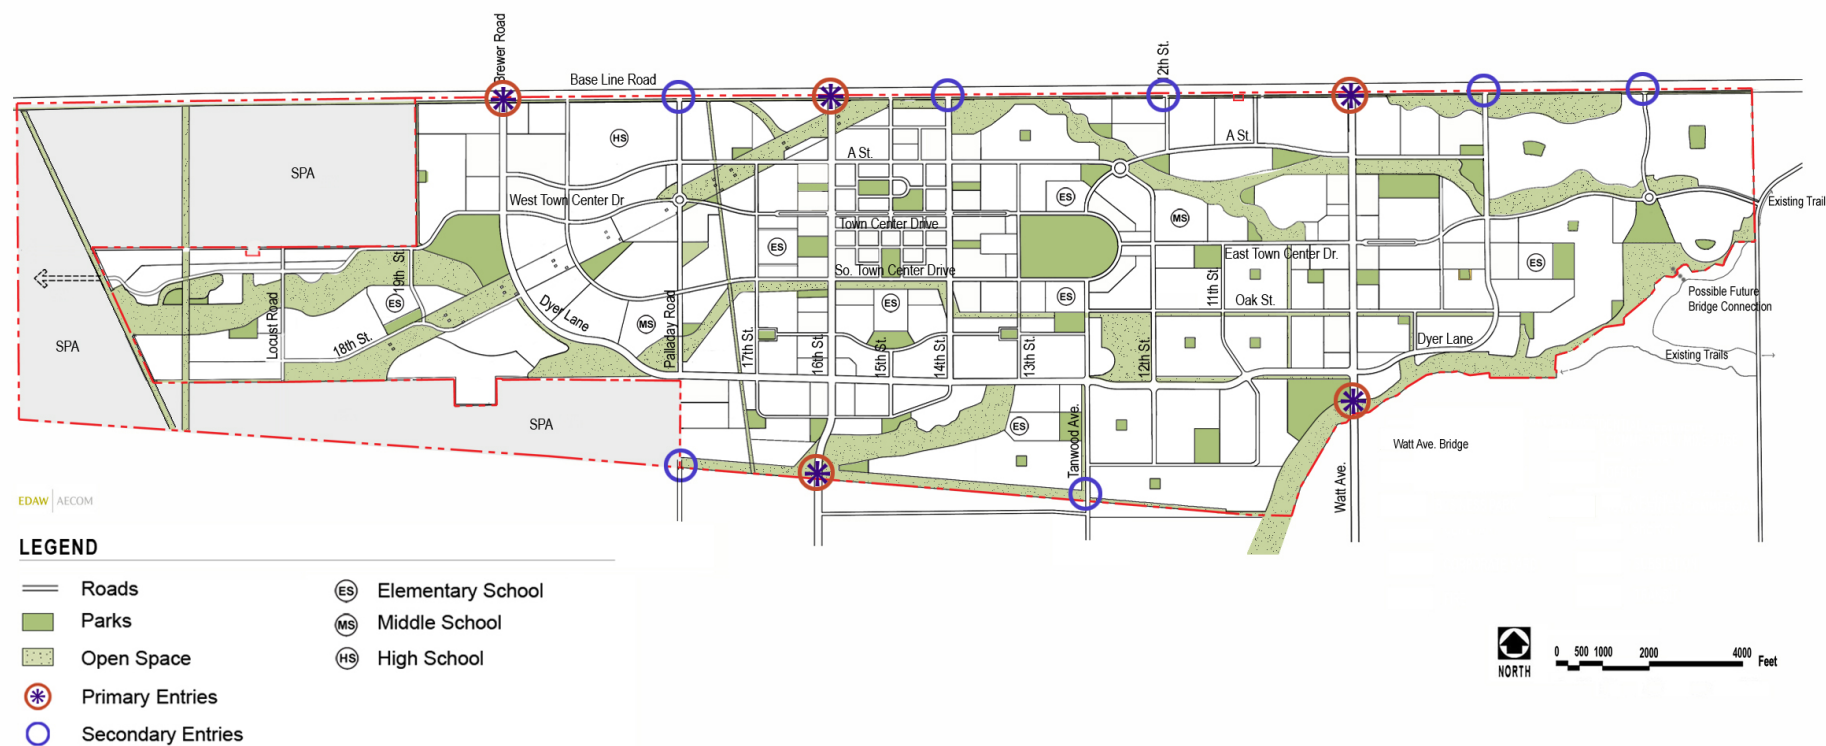 Brewer Road
Base Line Road
12th St.
HS
A St.
A St.
SPA
West Town Center Dr
ES
MS
Existing Trail
Town Center Drive
ES
East Town Center Dr.
ES
19th . St.
So. Town Center Drive
11th St.
Possible Future
Bridge Connection
ES
Dyer Lane
ES
ES
Oak St.
Locust Road
MS
Palladay Road
SPA
18th St.
17th St.
16th St.
15th St.
14th St.
13th St.
12th St.
Dyer Lane
Existing Trails
SPA
ES
Tanwood Ave.
Watt Ave.
Watt Ave. Bridge
EDAW | AECOM
LEGEND
Roads
Parks
Open Space
Primary Entries
Secondary Entries
ES Elementary School
MS Middle School
HS High School
NORTH
0 500 1000 2000 4000 Feet